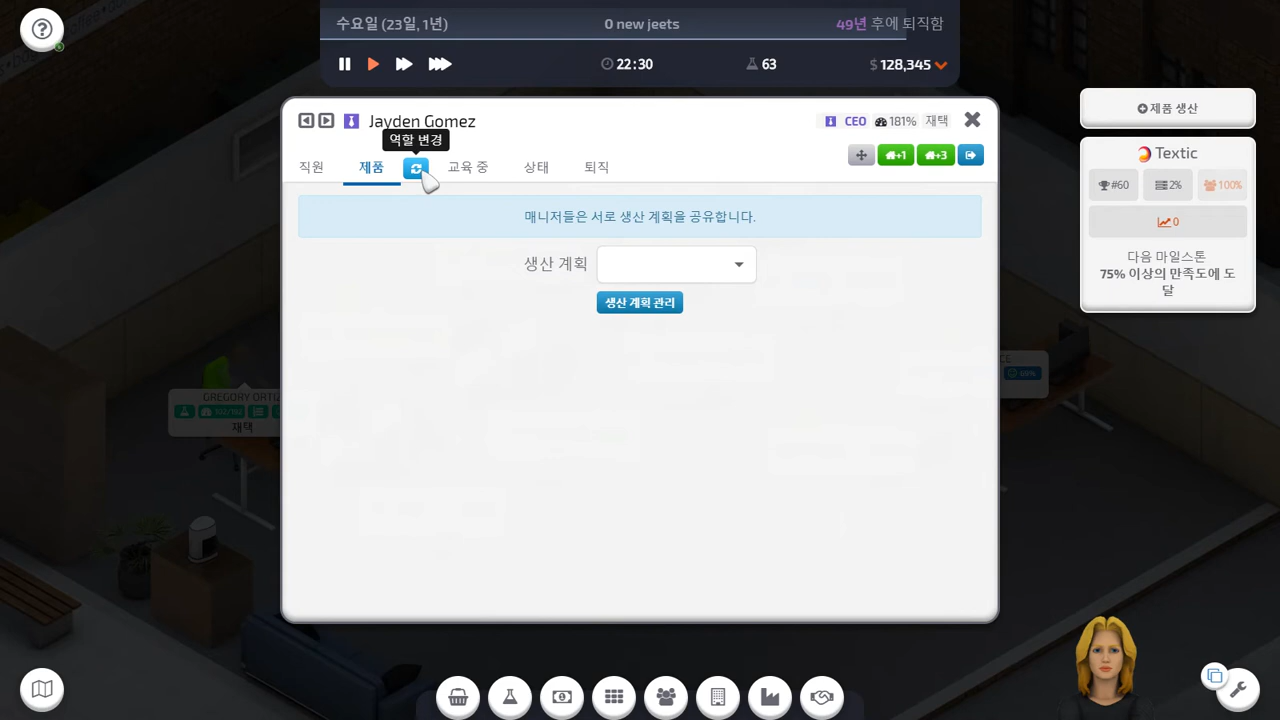 수요일 (23일, 1년)
0 new jeets
49년 후에 퇴직함
22:30
63
$ 128,345
Jayden Gomez
CEO
181%
재택
역할 변경
+1
+3
직원
제품
교육 중
상태
퇴직
매니저들은 서로 생산 계획을 공유합니다.
생산 계획
생산 계획 관리
제품 생산
Textic
#60
2%
100%
0
다음 마일스톤
75% 이상의 만족도에 도
달
GREGORY ORTIZ
102/102
재택